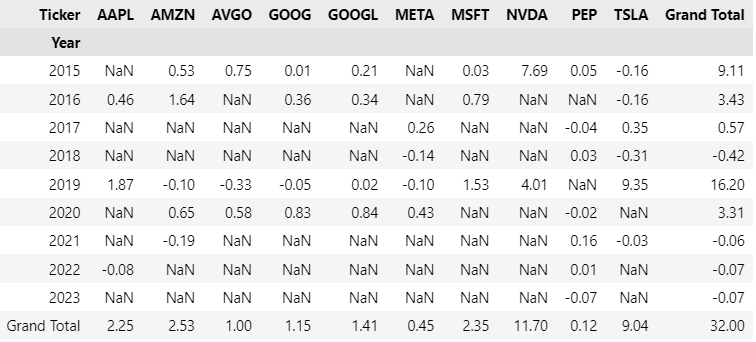 Ticker AAPL AMZN AVGO GOOG GOOGL META MSFT NVDA PEP TSLA Grand Total
Year
2015 NaN 0.53 0.75 0.01 0.21 NaN 0.03 7.69 0.05 -0.16 9.11
2016 0.46 1.64 NaN 0.36 0.34 NaN 0.79 NaN NaN -0.16 3.43
2017 NaN NaN NaN NaN NaN 0.26 NaN NaN -0.04 0.35 0.57
2018 NaN NaN NaN NaN NaN -0.14 NaN NaN 0.03 -0.31 -0.42
2019 1.87 -0.10 -0.33 -0.05 0.02 -0.10 1.53 4.01 NaN 9.35 16.20
2020 NaN 0.65 0.58 0.83 0.84 0.43 NaN NaN -0.02 NaN 3.31
2021 NaN -0.19 NaN NaN NaN NaN NaN NaN 0.16 -0.03 -0.06
2022 -0.08 NaN NaN NaN NaN NaN NaN NaN 0.01 NaN -0.07
2023 NaN NaN NaN NaN NaN NaN NaN NaN -0.07 NaN -0.07
Grand Total 2.25 2.53 1.00 1.15 1.41 0.45 2.35 11.70 0.12 9.04 32.00